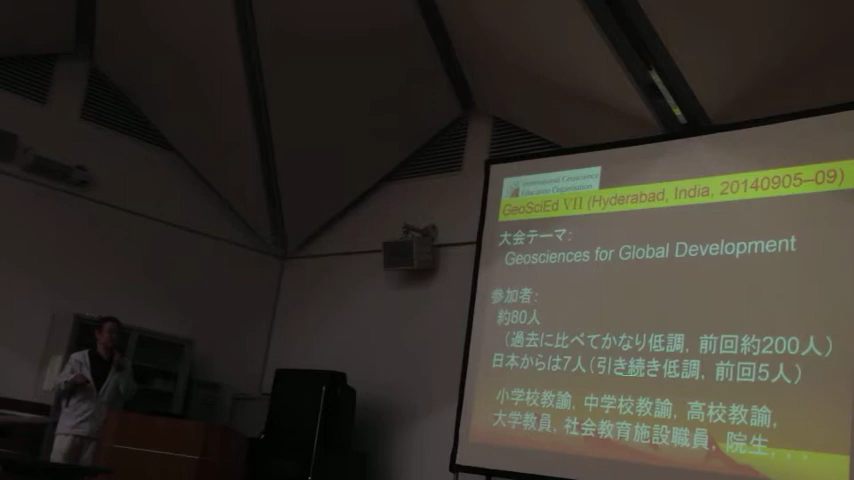 International Geoscience
Education Organisation
GeoSciEd VII (Hyderabad, India, 20140905–09)
大会テーマ:
Geosciences for Global Development
参加者:
約80人
(過去に比べてかなり低調, 前回約200人)
日本からは7人(引き続き低調, 前回5人)
小学校教諭, 中学校教諭, 高校教諭,
大学教員, 社会教育施設職員, 院生, , ,